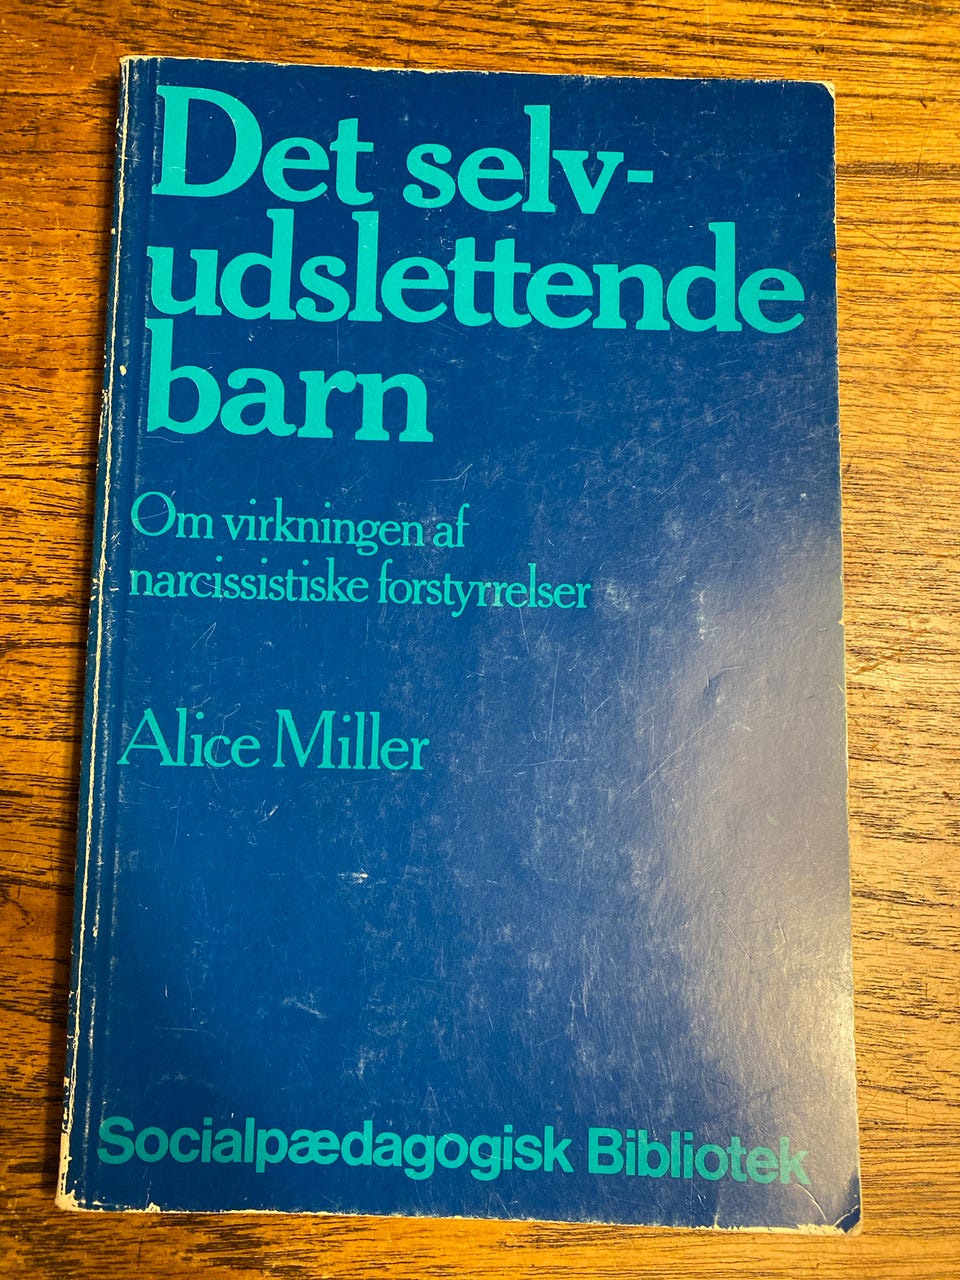 Det selv-
udslettende
barn
Om virkningen af
narcissistiske forstyrrelser
Alice Miller
Socialpædagogisk Bibliotek